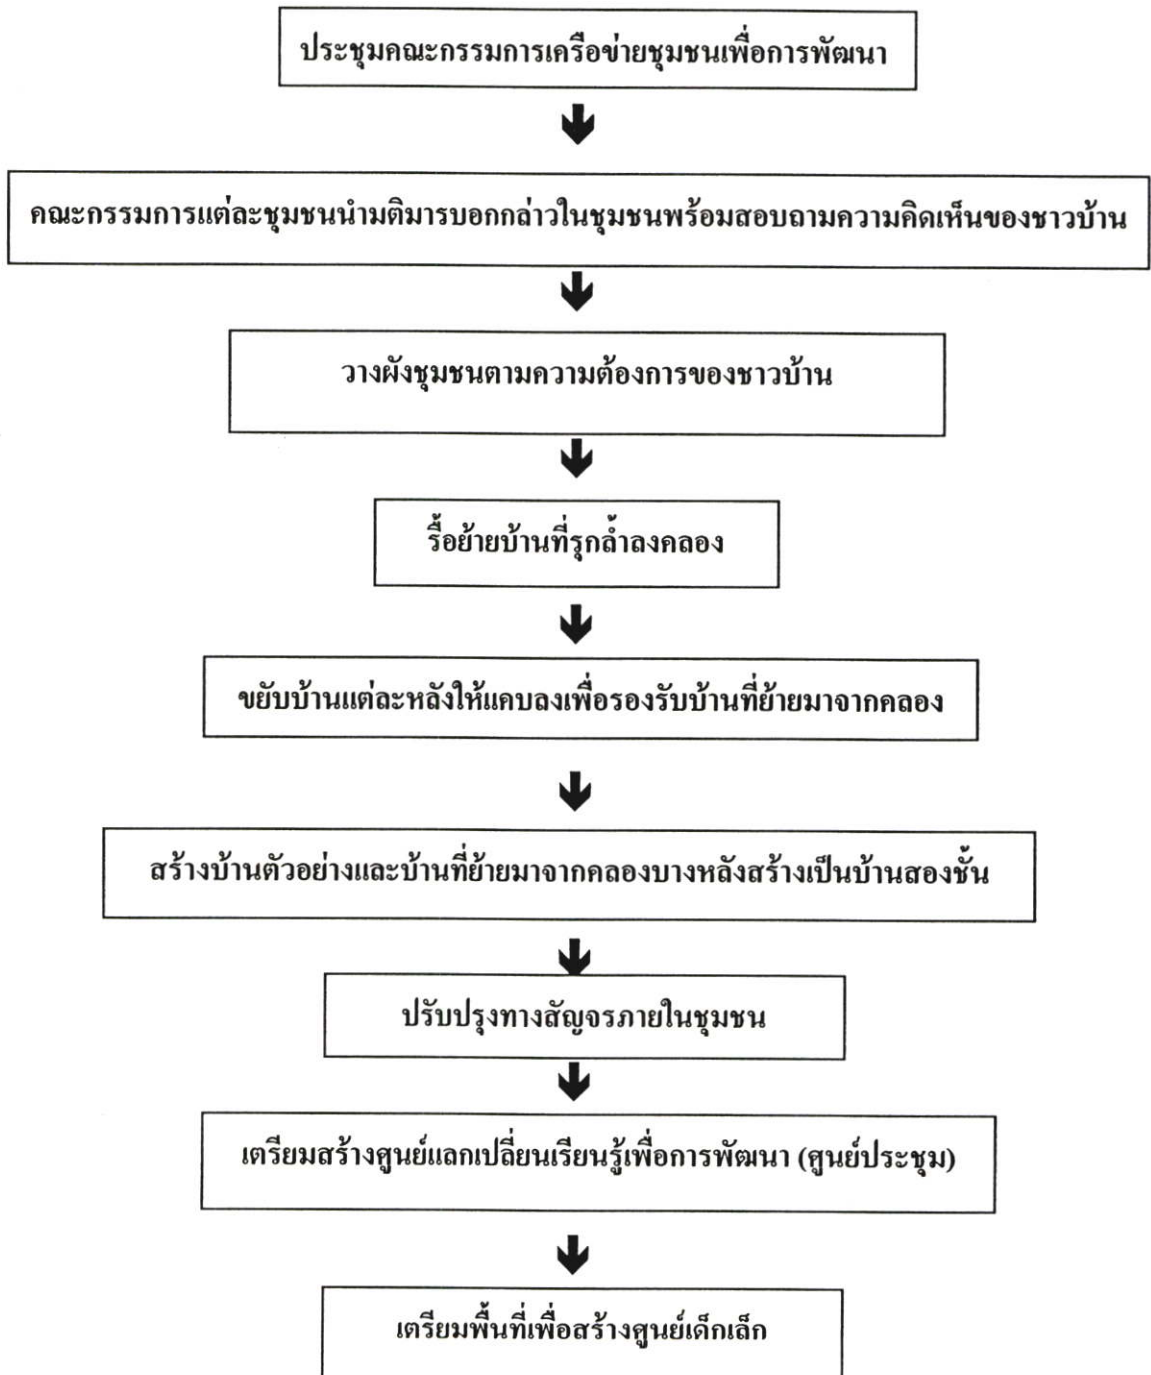 ประชุมคณะกรรมการเครือข่ายชุมชนเพื่อการพัฒนา
คณะกรรมการแต่ละชุมชนนำมติมารบอกกล่าวในชุมชนพร้อมสอบถามความคิดเห็นของชาวบ้าน
วางผังชุมชนตามความต้องการของชาวบ้าน
รื้อย้ายบ้านที่รุกล้ำลงคลอง
ขยับบ้านแต่ละหลังให้แคบลงเพื่อรองรับบ้านที่ย้ายมาจากคลอง
สร้างบ้านตัวอย่างและบ้านที่ย้ายมาจากคลองบางหลังสร้างเป็นบ้านสองชั้น
ปรับปรุงทางสัญจรภายในชุมชน
เตรียมสร้างศูนย์แลกเปลี่ยนเรียนรู้เพื่อการพัฒนา (ศูนย์ประชุม)
เตรียมพื้นที่เพื่อสร้างศูนย์เด็กเล็ก